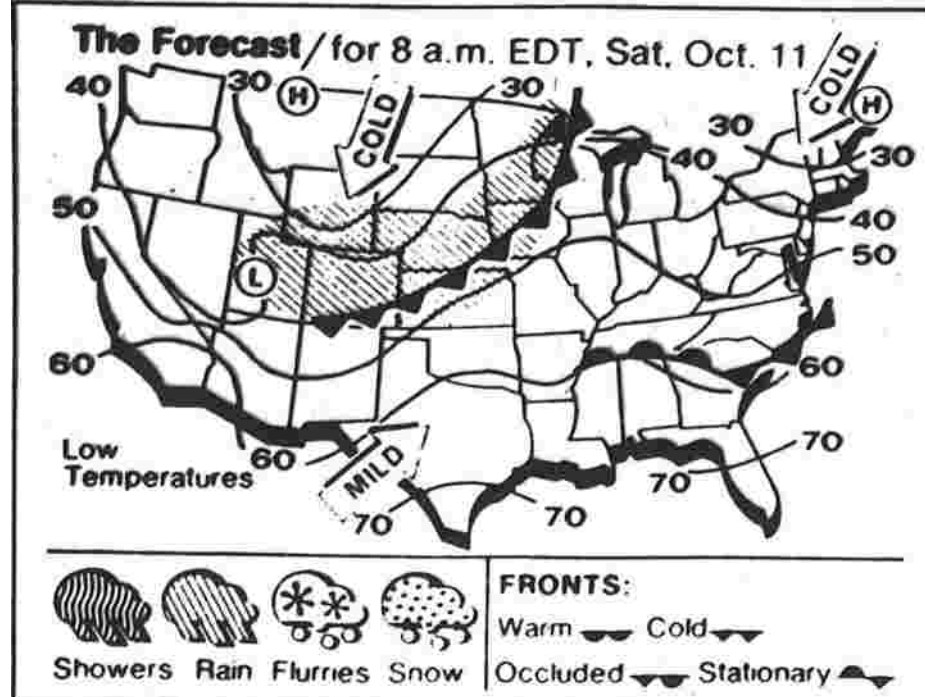 The Forecast / for 8 a.m. EDT, Sat, Oct. 11
40 30 H COLD 30 COLD H
30
40 30
50 40
L 50
60 60
Low 60 70
Temperatures MILD 70
70 70
FRONTS:
Warm Cold
Showers Rain Flurries Snow
Occluded Stationary